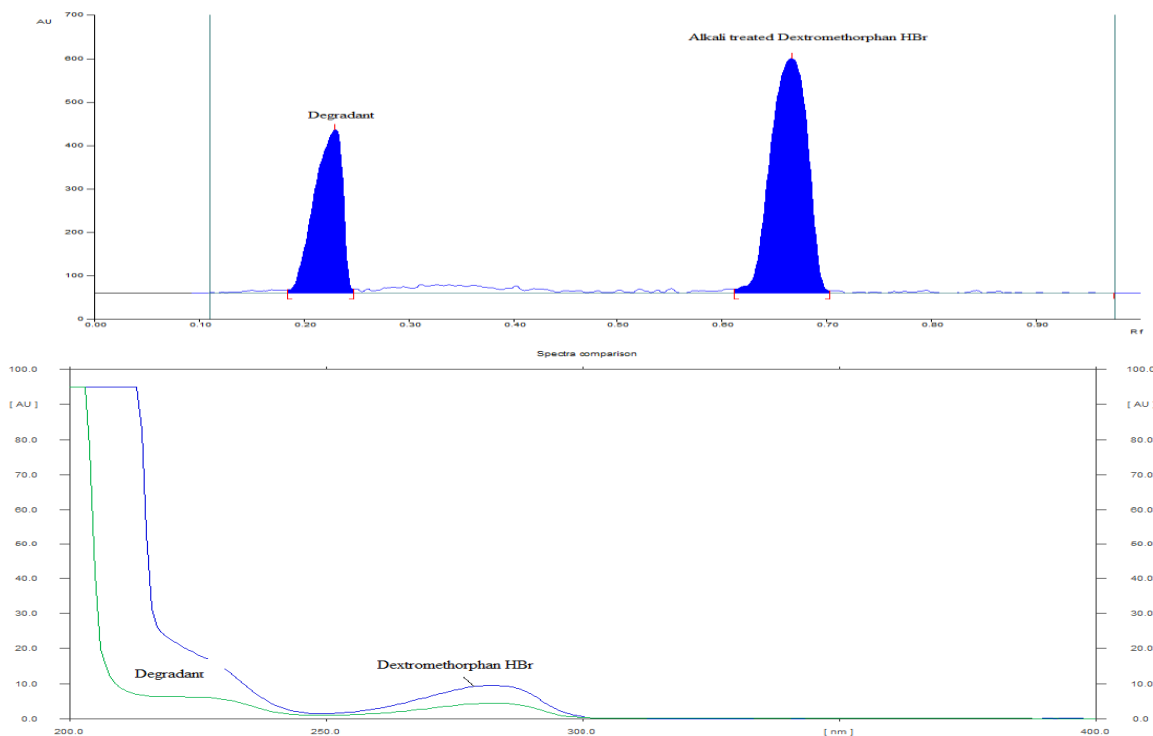 700
AU
Alkali treated Dextromethorphan HBr
600
500
Degradant
400
300
200
100
0
0.00 0.10 0.20 0.30 0.40 0.50 0.60 0.70 0.80 0.90
Rf
Spectra comparison
100.0 100.0
[ AU ] [ AU ]
80.0 80.0
70.0 70.0
60.0 60.0
50.0 50.0
40.0 40.0
30.0 30.0
20.0 20.0
Dextromethorphan HBr
Degradant
10.0 10.0
0.0 0.0
200.0 250.0 300.0 [ nm ] 400.0